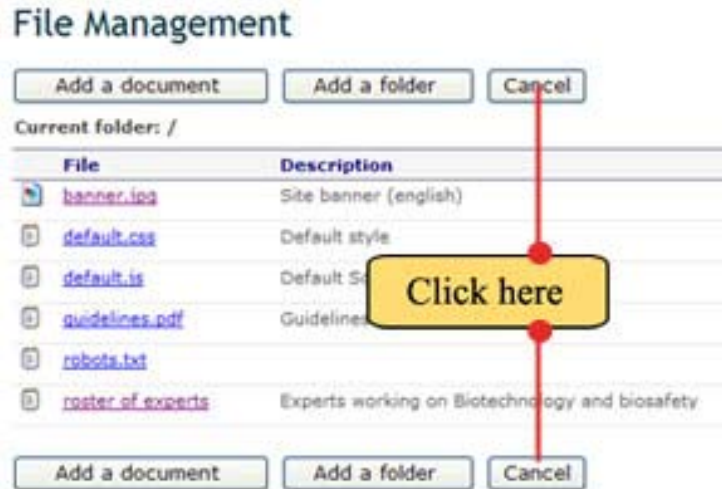 File Management
Add a document Add a folder Cancel
Current folder: /
File Description
banner.jpg Site banner (english)
default.css Default style
default.js Default
Click here
guidelines.pdf Guidelines
robots.txt
roster of experts Experts working on Biotechnology and biosafety
Add a document Add a folder Cancel